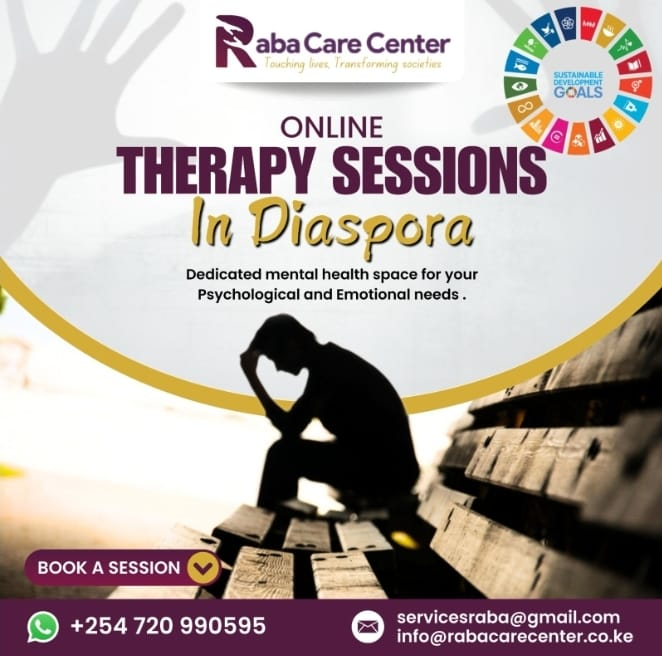 Raba Care Center
Touching lives, Transforming societies
SUSTAINABLE
DEVELOPMENT
GOALS
ONLINE
THERAPY SESSIONS
In Diaspora
Dedicated mental health space for your
Psychological and Emotional needs .
BOOK A SESSION
+254 720 990595
servicesraba@gmail.com
info@rabacarecenter.co.ke